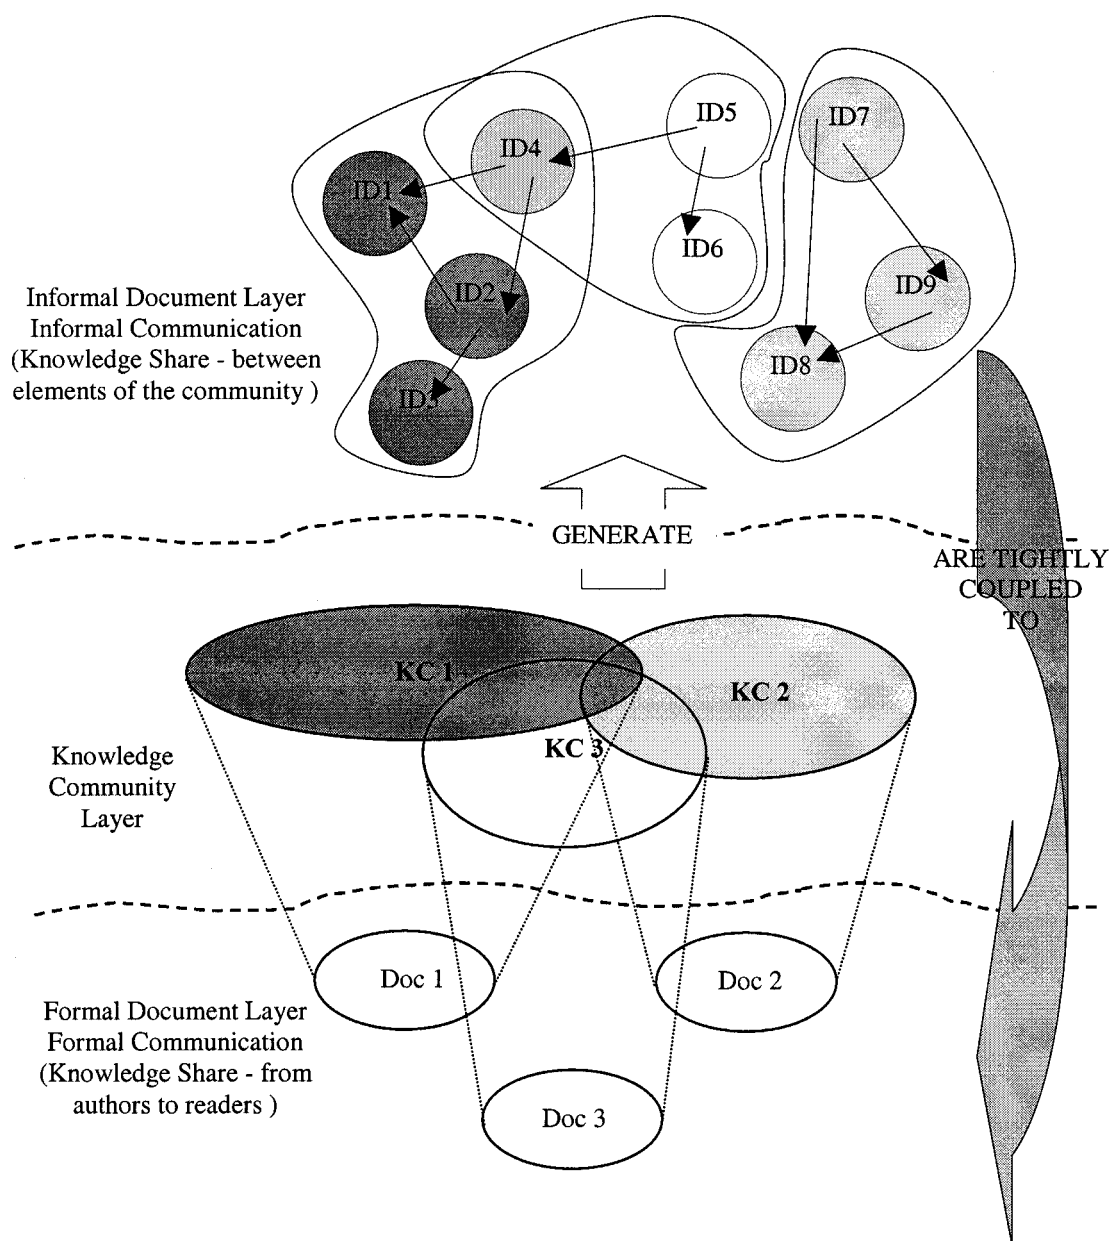 ID5
ID7
ID4
ID1
ID6
ID2
ID9
Informal Document Layer
Informal Communication
(Knowledge Share - between
elements of the community )
ID8
ID3
GENERATE
ARE TIGHTLY
COUPLED
TO
KC 1
KC 2
KC 3
Knowledge
Community
Layer
Doc 1
Doc 2
Formal Document Layer
Formal Communication
(Knowledge Share - from
authors to readers )
Doc 3